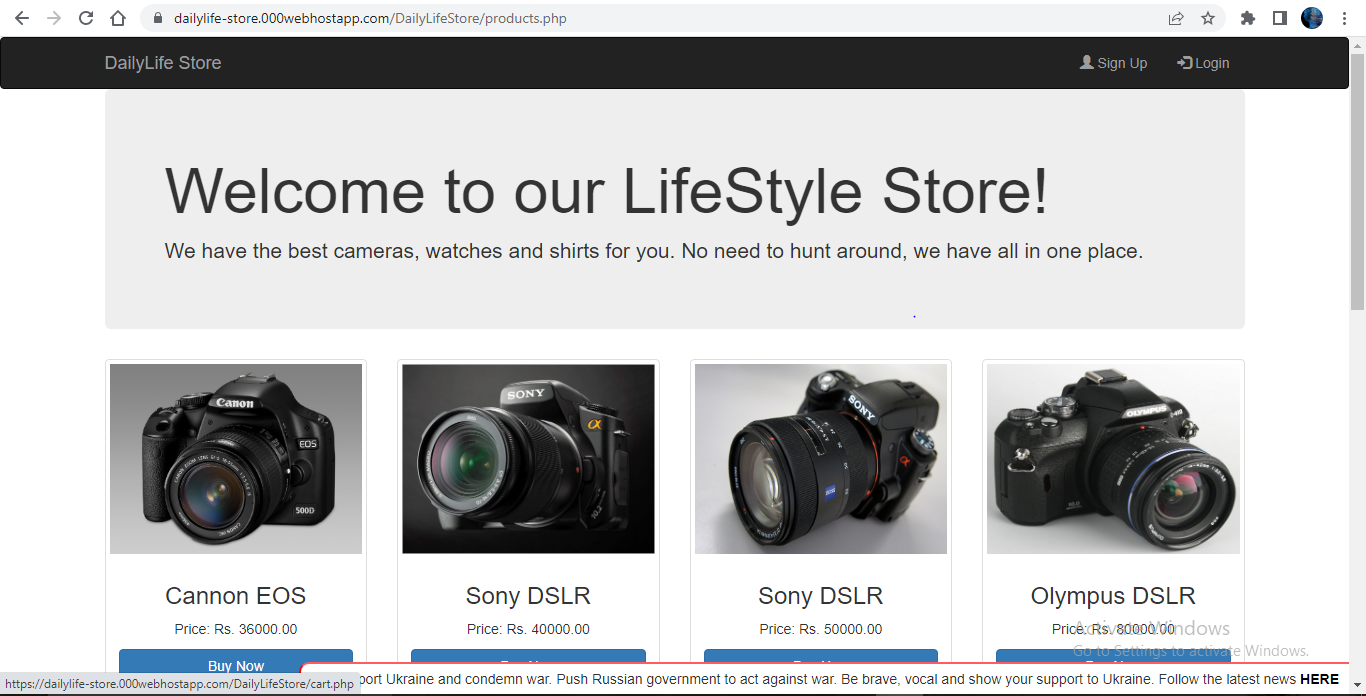 dailylife-store.000webhostapp.com/DailyLifeStore/products.php
DailyLife Store
Sign Up
Login
Welcome to our LifeStyle Store!
We have the best cameras, watches and shirts for you. No need to hunt around, we have all in one place.
Canon
EOS
500D
SONY
α
10.2
SONY
α
OLYMPUS
Cannon EOS
Sony DSLR
Sony DSLR
Olympus DSLR
Price: Rs. 36000.00
Price: Rs. 40000.00
Price: Rs. 50000.00
Price: Rs. 80000.00
Activate Windows
Go to Settings to activate Windows.
Buy Now
port Ukraine and condemn war. Push Russian government to act against war. Be brave, vocal and show your support to Ukraine. Follow the latest news HERE
https://dailylife-store.000webhostapp.com/DailyLifeStore/cart.php